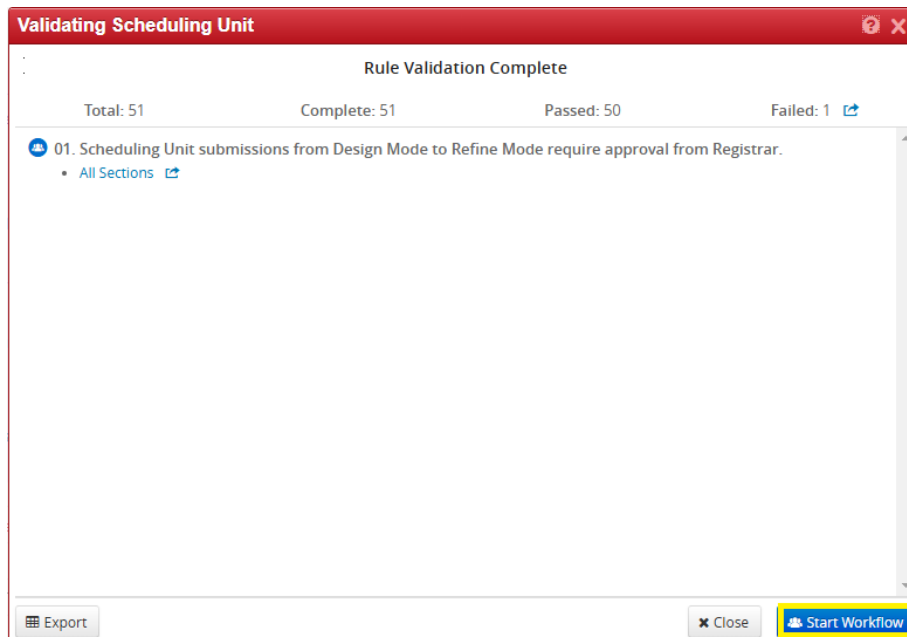 Validating Scheduling Unit
Rule Validation Complete
Total: 51 Complete: 51 Passed: 50 Failed: 1
01. Scheduling Unit submissions from Design Mode to Refine Mode require approval from Registrar.
• All Sections
Export Close Start Workflow